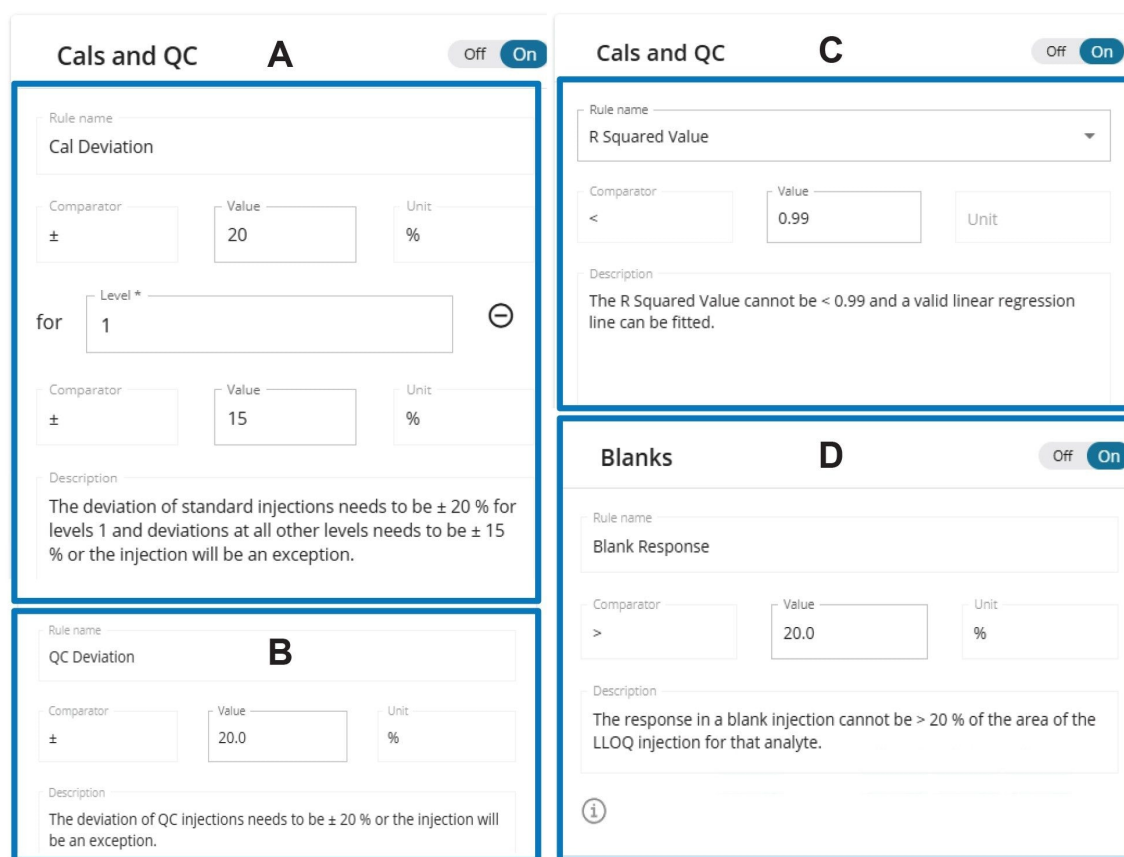 Cals and QC
A
Off
On
Rule name
Cal Deviation
Comparator
±
Value
20
Unit
%
for
Level *
1
Comparator
±
Value
15
Unit
%
Description
The deviation of standard injections needs to be ± 20 % for
levels 1 and deviations at all other levels needs to be ± 15
% or the injection will be an exception.
Rule name
QC Deviation
B
Comparator
±
Value
20.0
Unit
%
Description
The deviation of QC injections needs to be ± 20 % or the injection will
be an exception.
Cals and QC
C
Off
On
Rule name
R Squared Value
Comparator
<
Value
0.99
Unit
Description
The R Squared Value cannot be < 0.99 and a valid linear regression
line can be fitted.
Blanks
D
Off
On
Rule name
Blank Response
Comparator
>
Value
20.0
Unit
%
Description
The response in a blank injection cannot be > 20 % of the area of the
LLOQ injection for that analyte.